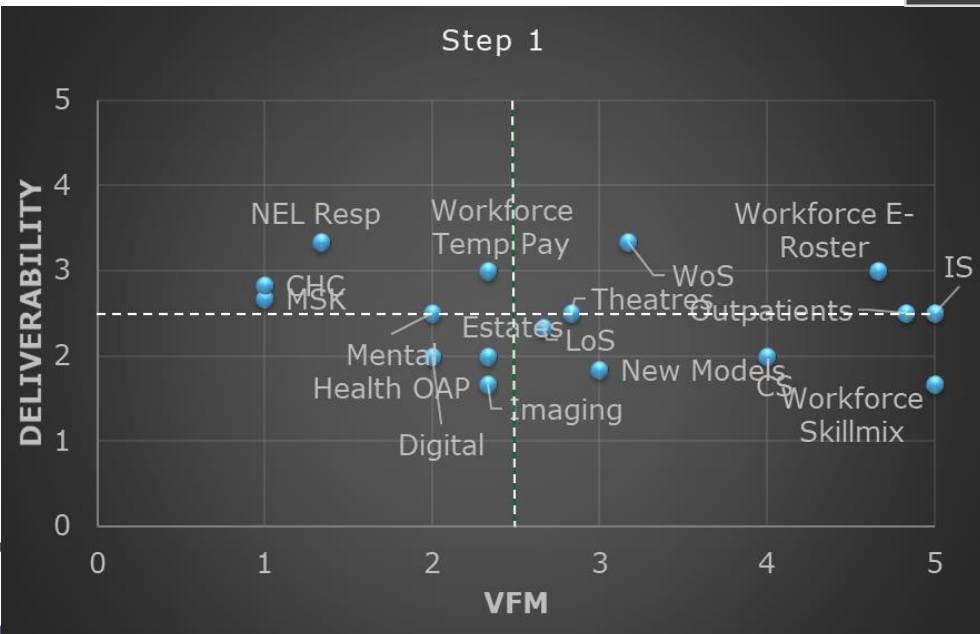 Step 1
5
4
3
2
1
0
DELIVERABILITY
NEL Resp
Workforce
Temp Pay
Workforce E-
Roster
IS
CHC
MSK
WoS
Theatres
Outpatients
Estates
LoS
Mental
Health OAP
New Models
CS
Workforce
Skillmix
Imaging
Digital
0 1 2 3 4 5
VFM